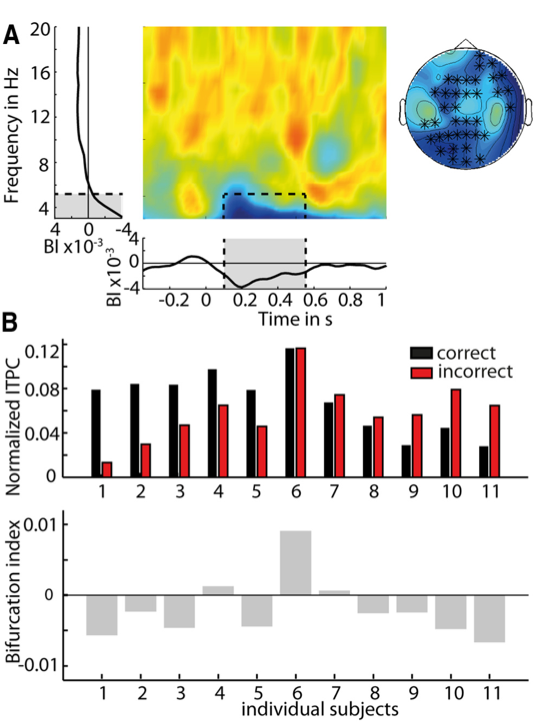 A
Frequency in Hz
20
16
12
8
4
4 0 -4
BI x10-3
BI x10-3
4
0
-4
-0.2 0 0.2 0.4 0.6 0.8 1
Time in s
B
Normalized ITPC
0.12
0.08
0.04
0
correct
incorrect
1 2 3 4 5 6 7 8 9 10 11
Bifurcation index
0.01
0
-0.01
1 2 3 4 5 6 7 8 9 10 11
individual subjects